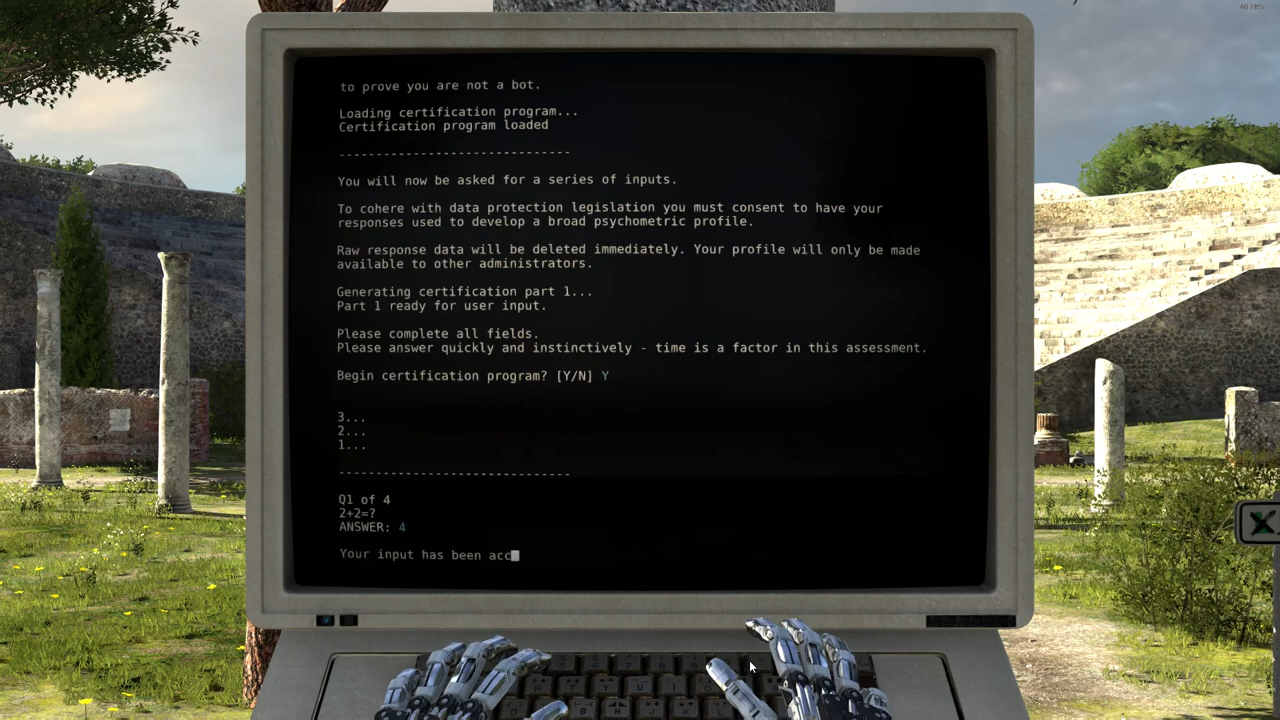 60 FPS
to prove you are not a bot.
Loading certification program...
Certification program loaded
------------------------------
You will now be asked for a series of inputs.
To cohere with data protection legislation you must consent to have your
responses used to develop a broad psychometric profile.
Raw response data will be deleted immediately. Your profile will only be made
available to other administrators.
Generating certification part 1...
Part 1 ready for user input.
Please complete all fields.
Please answer quickly and instinctively - time is a factor in this assessment.
Begin certification program? [Y/N] Y
3...
2...
1...
------------------------------
Q1 of 4
2+2=?
ANSWER: 4
Your input has been acc
X
R T Y U